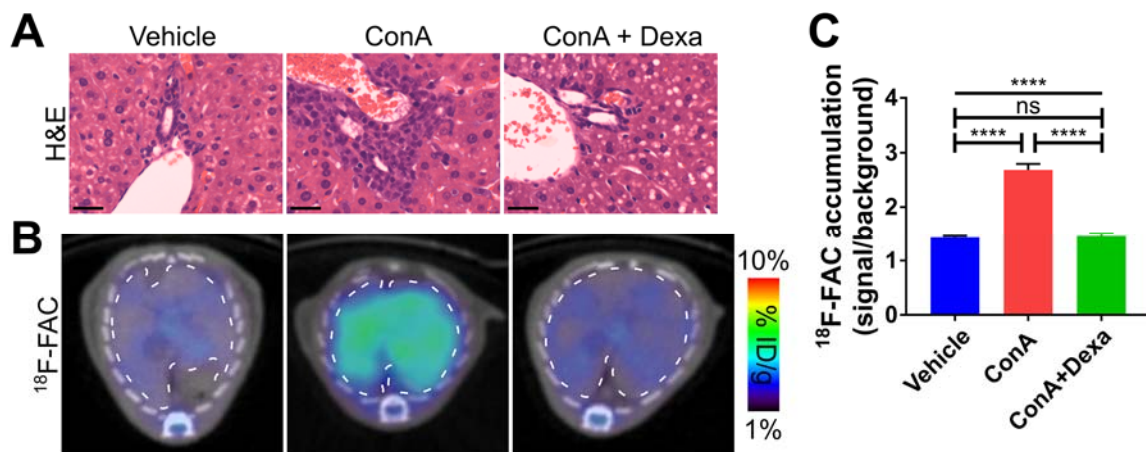 A
Vehicle
ConA
ConA + Dexa
H&E
B
¹⁸F-FAC
10%
% ID/g
1%
C
¹⁸F-FAC accumulation
(signal/background)
4
3
2
1
0
****
ns
**** ****
Vehicle
ConA
ConA+Dexa